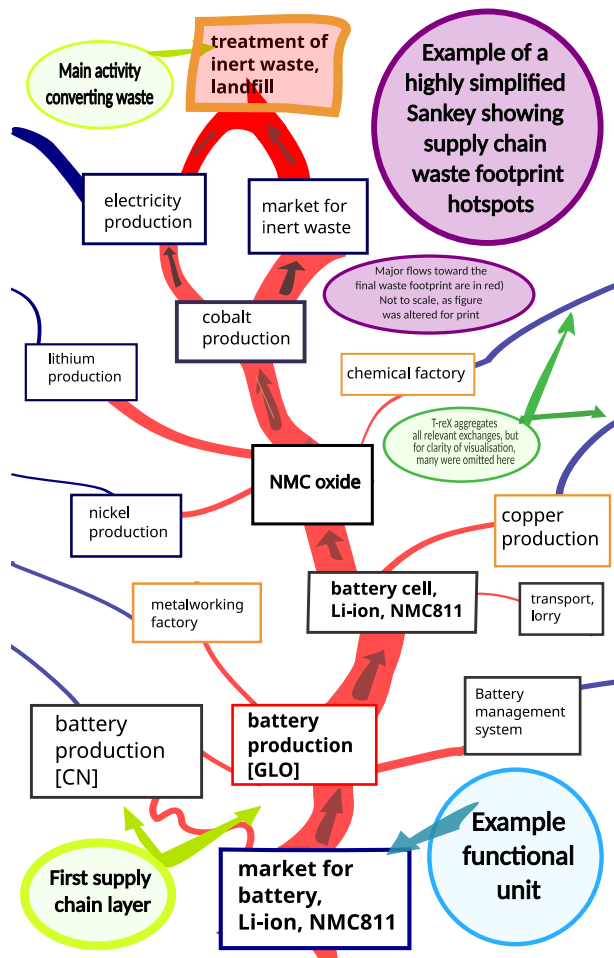 treatment of
inert waste,
landfill
Main activity
converting waste
Example of a
highly simplified
Sankey showing
supply chain
waste footprint
hotspots
electricity
production
market for
inert waste
Major flows toward the
final waste footprint are in red)
Not to scale, as figure
was altered for print
cobalt
production
lithium
production
chemical factory
T-reX aggregates
all relevant exchanges, but
for clarity of visualisation,
many were omitted here
NMC oxide
nickel
production
copper
production
battery cell,
Li-ion, NMC811
transport,
lorry
metalworking
factory
Battery
management
system
battery
production
[CN]
battery
production
[GLO]
Example
functional
unit
First supply
chain layer
market for
battery,
Li-ion, NMC811